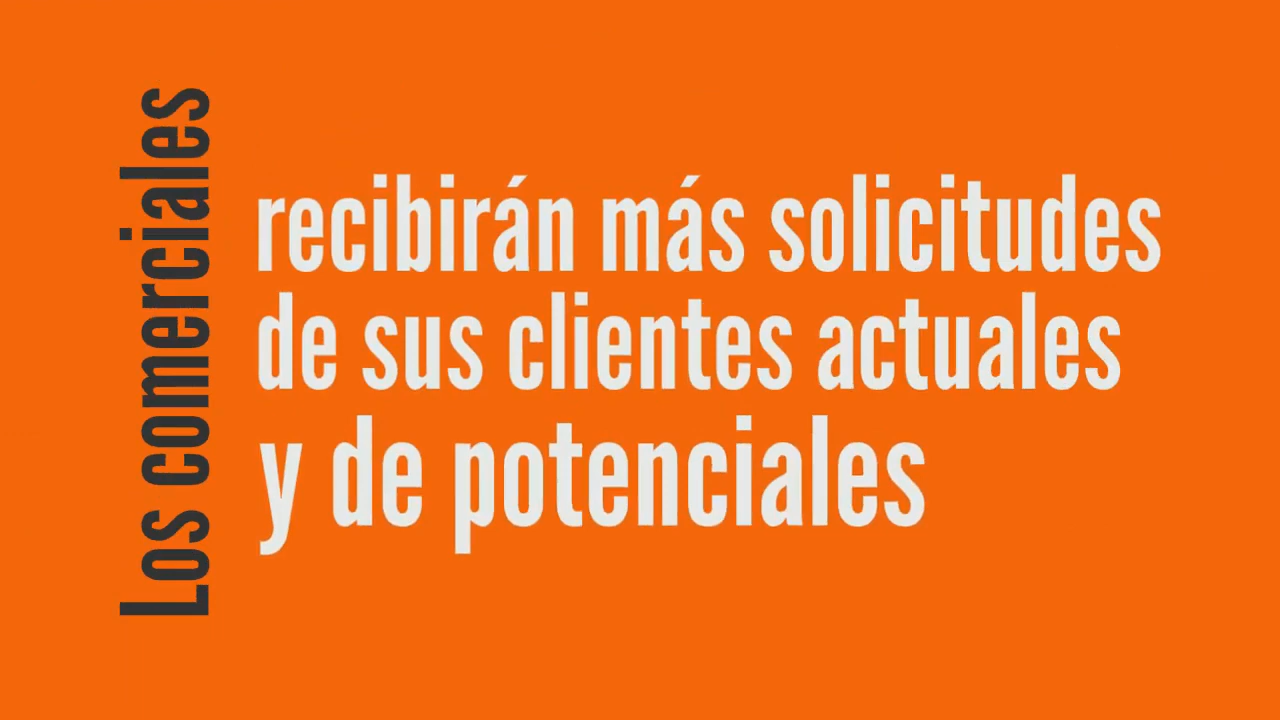 Los comerciales
recibirán más solicitudes
de sus clientes actuales
y de potenciales